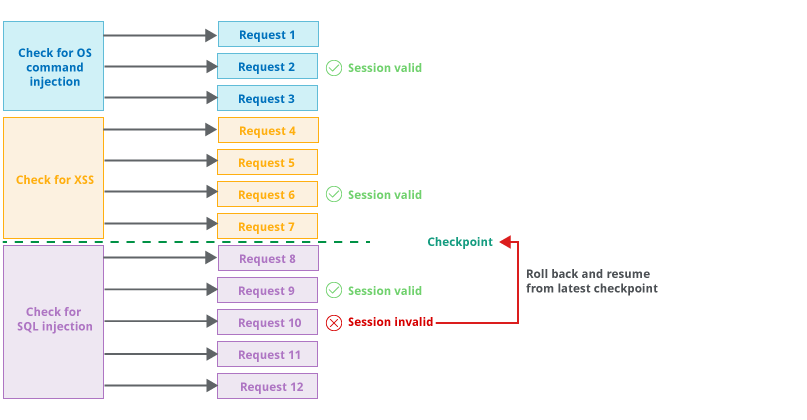 Check for OS
command
injection
Request 1
Request 2
Session valid
Request 3
Check for XSS
Request 4
Request 5
Request 6
Session valid
Request 7
Checkpoint
Check for
SQL injection
Request 8
Request 9
Session valid
Request 10
Session invalid
Roll back and resume
from latest checkpoint
Request 11
Request 12